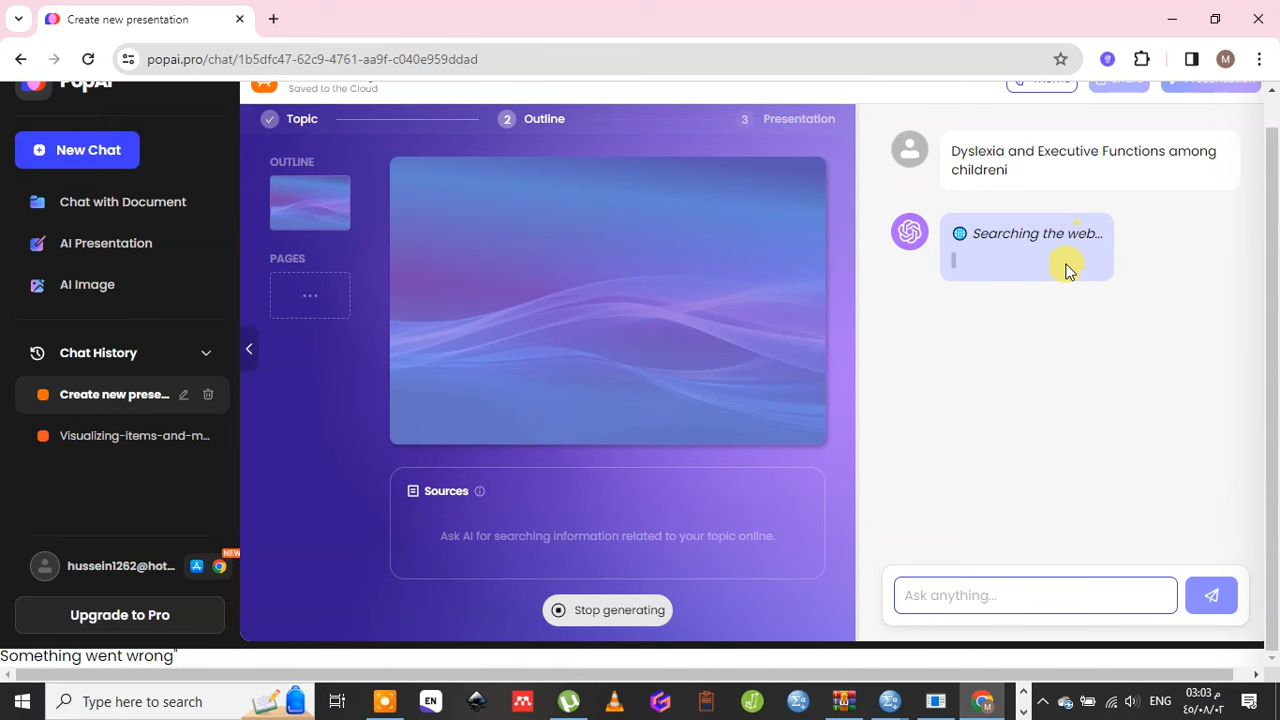 Create new presentation
popai.pro/chat/1b5dfc47-62c9-4761-aa9f-c040e959ddad
M
PopAi
New Chat
Chat with Document
AI Presentation
AI Image
Chat History
Create new prese...
Visualizing-items-and-m...
NEW
hussein1262@hot...
Upgrade to Pro
Something went wrong"
Saved to the Cloud
Topic
2 Outline
3 Presentation
OUTLINE
PAGES
...
Sources
Ask AI for searching information related to your topic online.
Stop generating
Dyslexia and Executive Functions among
childreni
Searching the web...
Ask anything...
Type here to search
EN
ENG